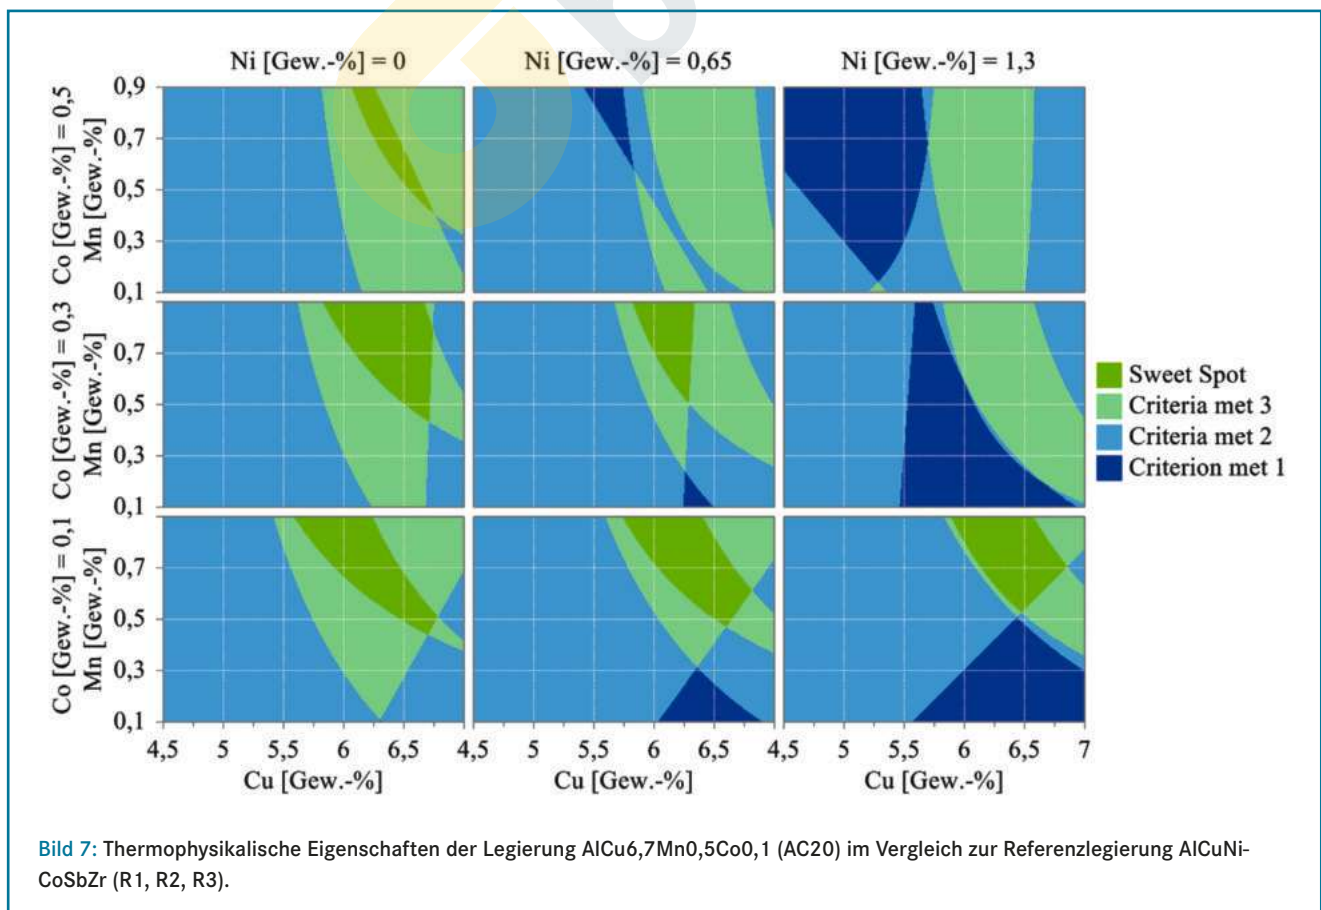 Ni [Gew.-%] = 0 Ni [Gew.-%] = 0,65 Ni [Gew.-%] = 1,3
Co [Gew.-%] = 0,5
Mn [Gew.-%]
0,9
0,7
0,5
0,3
0,1
Co [Gew.-%] = 0,3
Mn [Gew.-%]
0,7
0,5
0,3
0,1
Co [Gew.-%] = 0,1
Mn [Gew.-%]
0,7
0,5
0,3
0,1
4,5 5 5,5 6 6,5 4,5 5 5,5 6 6,5 4,5 5 5,5 6 6,5 7
Cu [Gew.-%] Cu [Gew.-%] Cu [Gew.-%]
Sweet Spot
Criteria met 3
Criteria met 2
Criterion met 1
Bild 7: Thermophysikalische Eigenschaften der Legierung AlCu6,7Mn0,5Co0,1 (AC20) im Vergleich zur Referenzlegierung AlCuNi-
CoSbZr (R1, R2, R3).